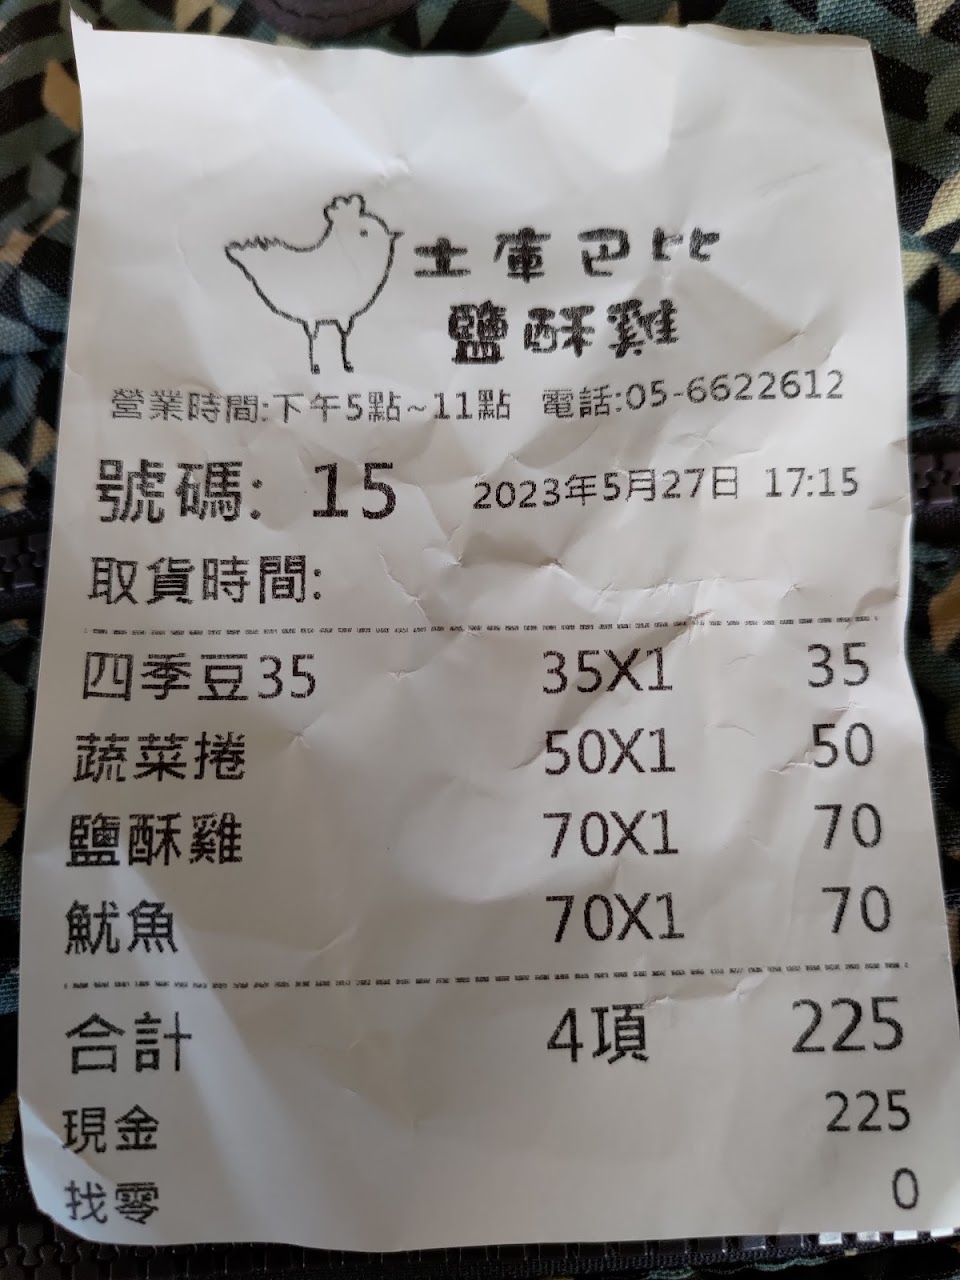 土庫巴比
鹽酥雞
營業時間:下午5點~11點 電話:05-6622612
號碼: 15 2023年5月27日 17:15
取貨時間:
四季豆35 35X1 35
蔬菜捲 50X1 50
鹽酥雞 70X1 70
魷魚 70X1 70
合計 4項 225
現金 225
找零 0